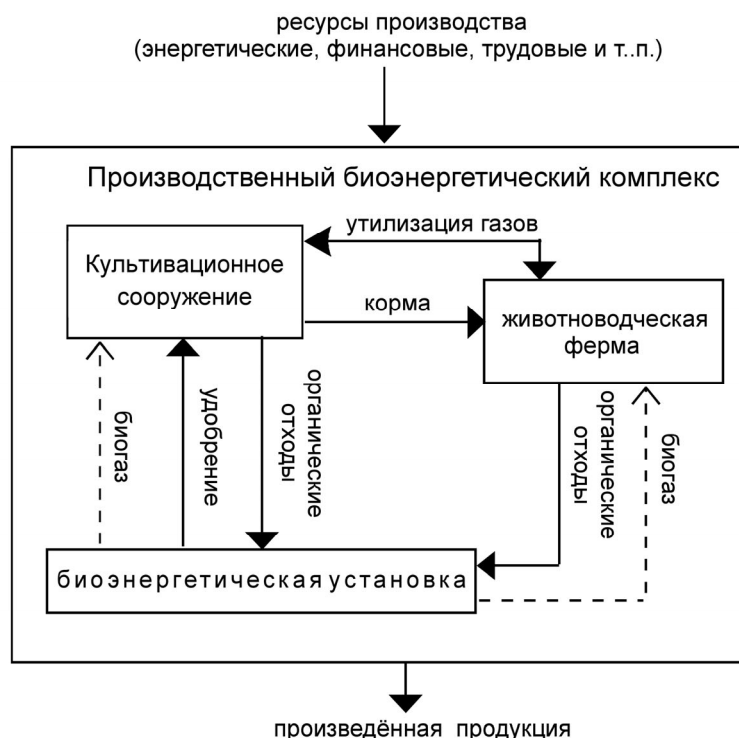 ресурсы производства
(энергетические, финансовые, трудовые и т..п.)
Производственный биоэнергетический комплекс
утилизация газов
Культивационное
сооружение
корма
животноводческая
ферма
биогаз
удобрение
органические
отходы
органические
отходы
биогаз
биоэнергетическая установка
произведённая продукция